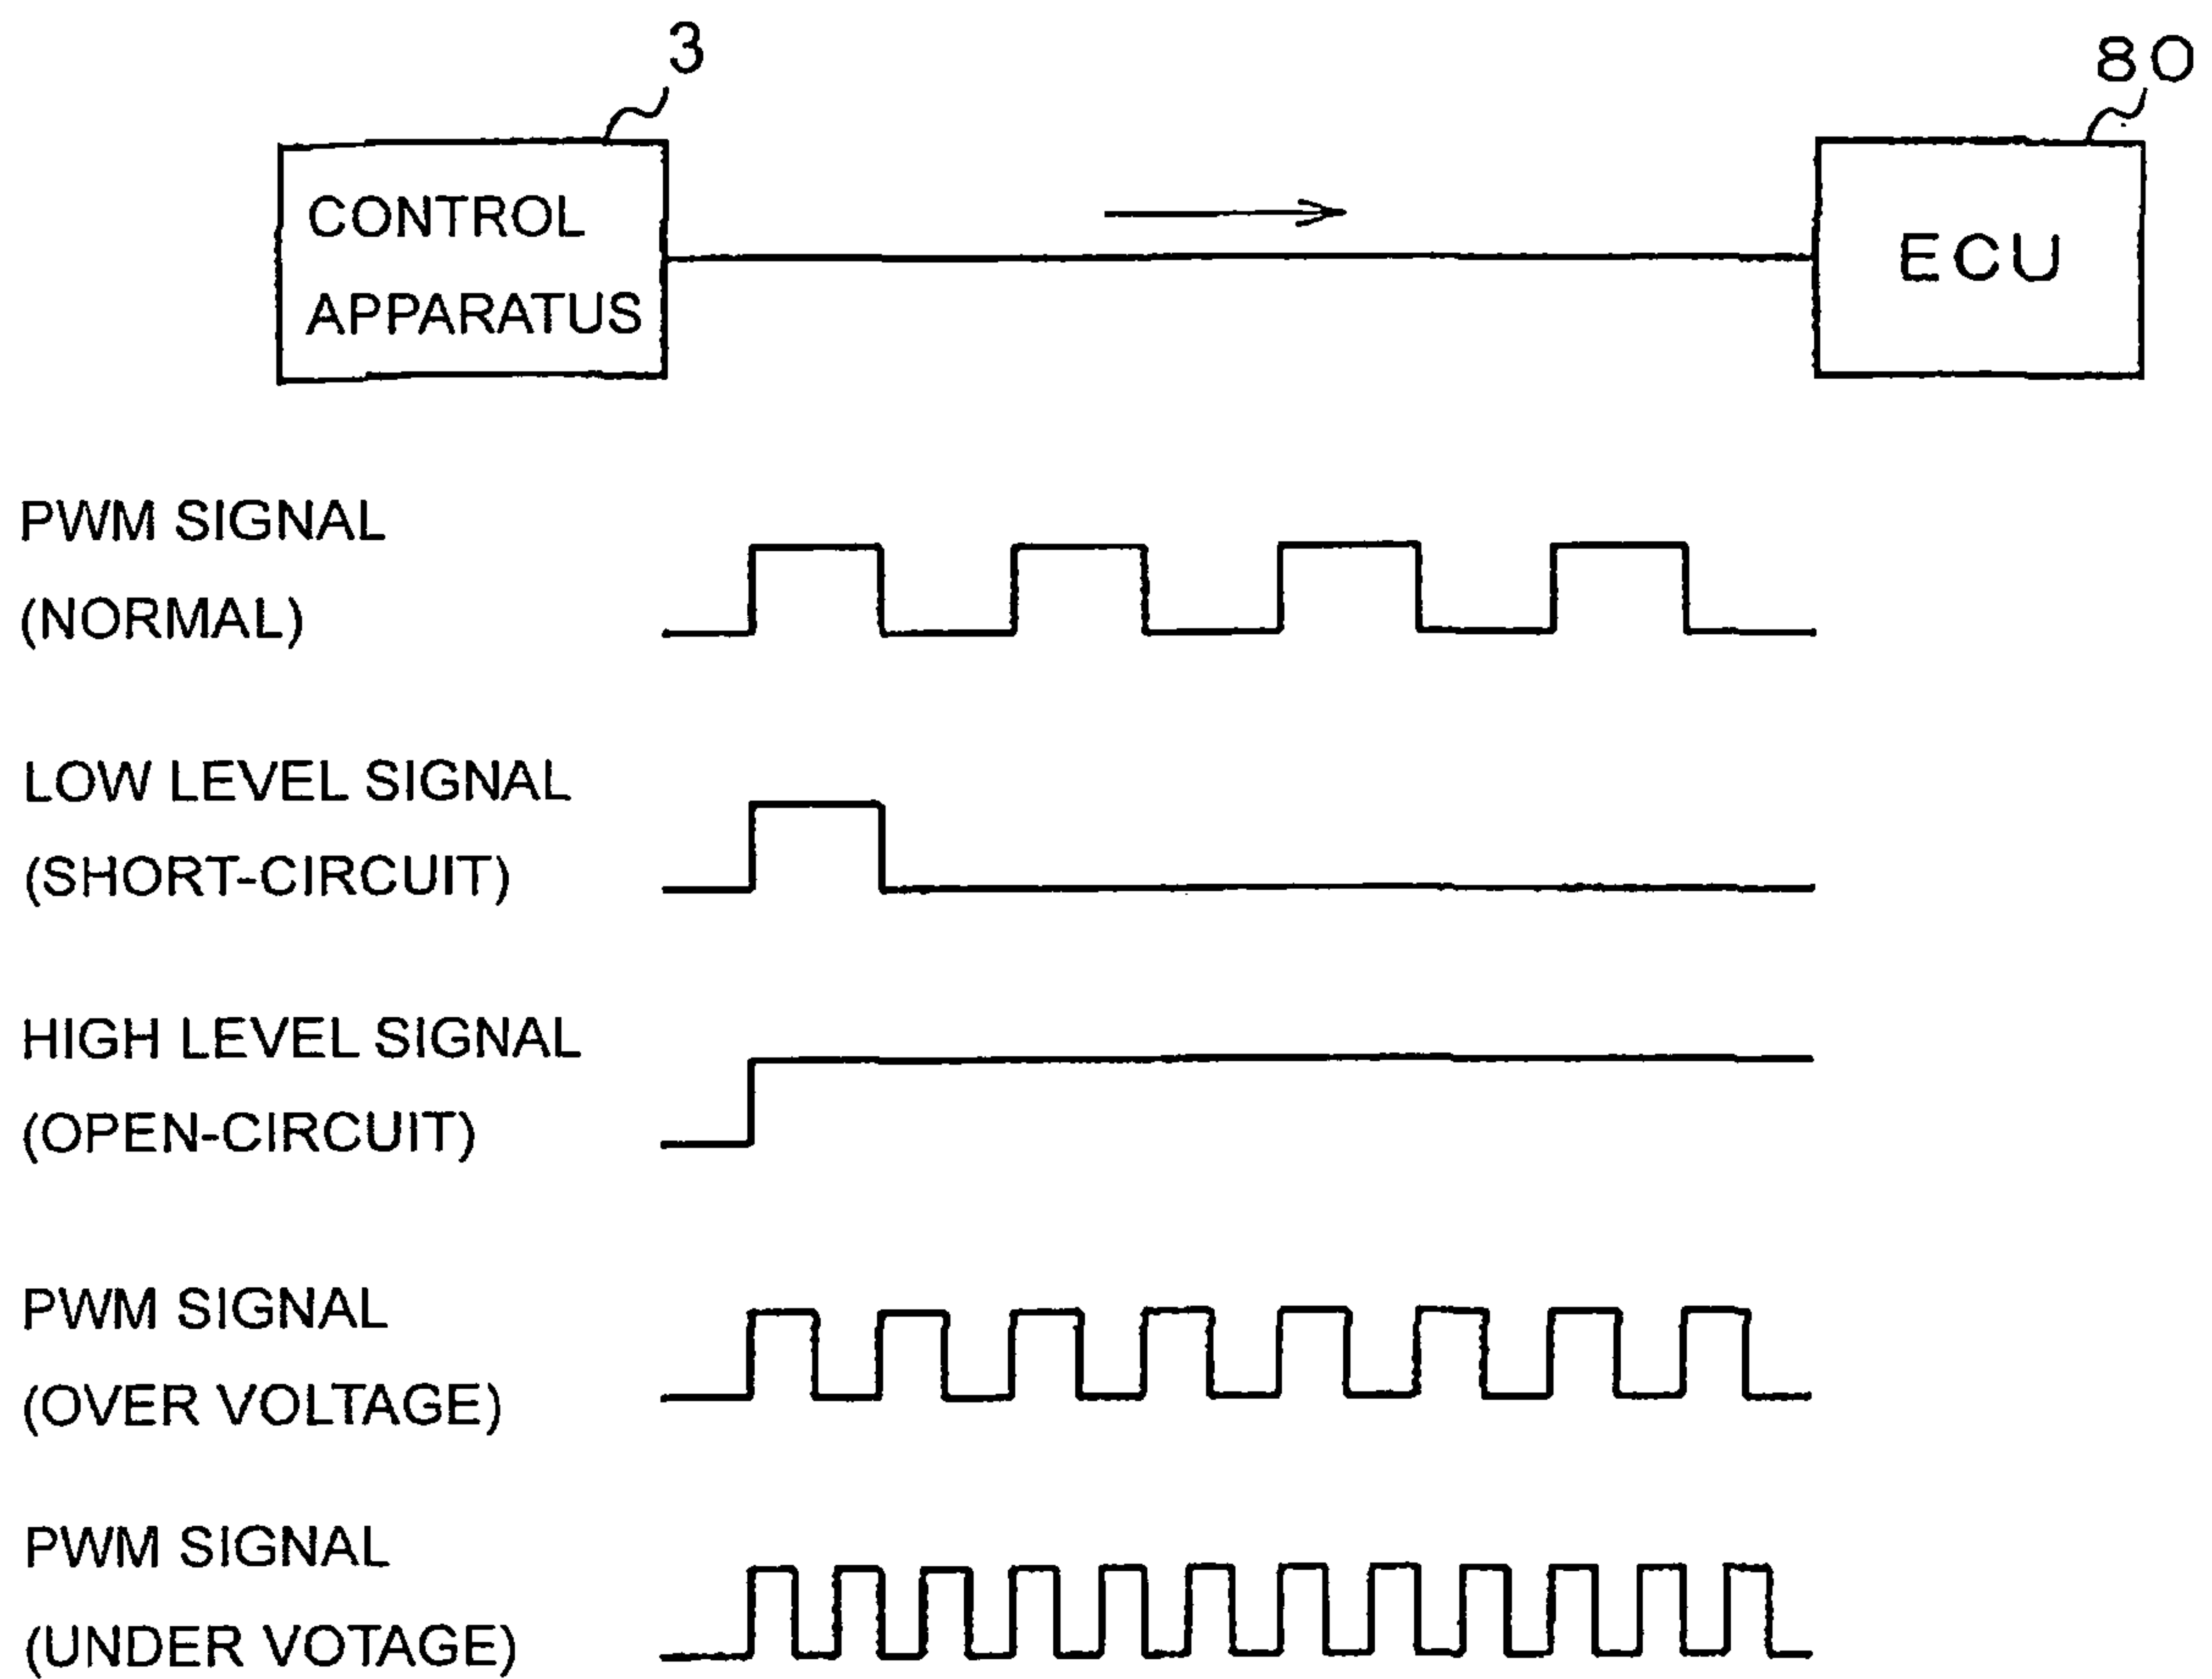 3
80
CONTROL
APPARATUS
ECU
PWM SIGNAL
(NORMAL)
LOW LEVEL SIGNAL
(SHORT-CIRCUIT)
HIGH LEVEL SIGNAL
(OPEN-CIRCUIT)
PWM SIGNAL
(OVER VOLTAGE)
PWM SIGNAL
(UNDER VOTAGE)